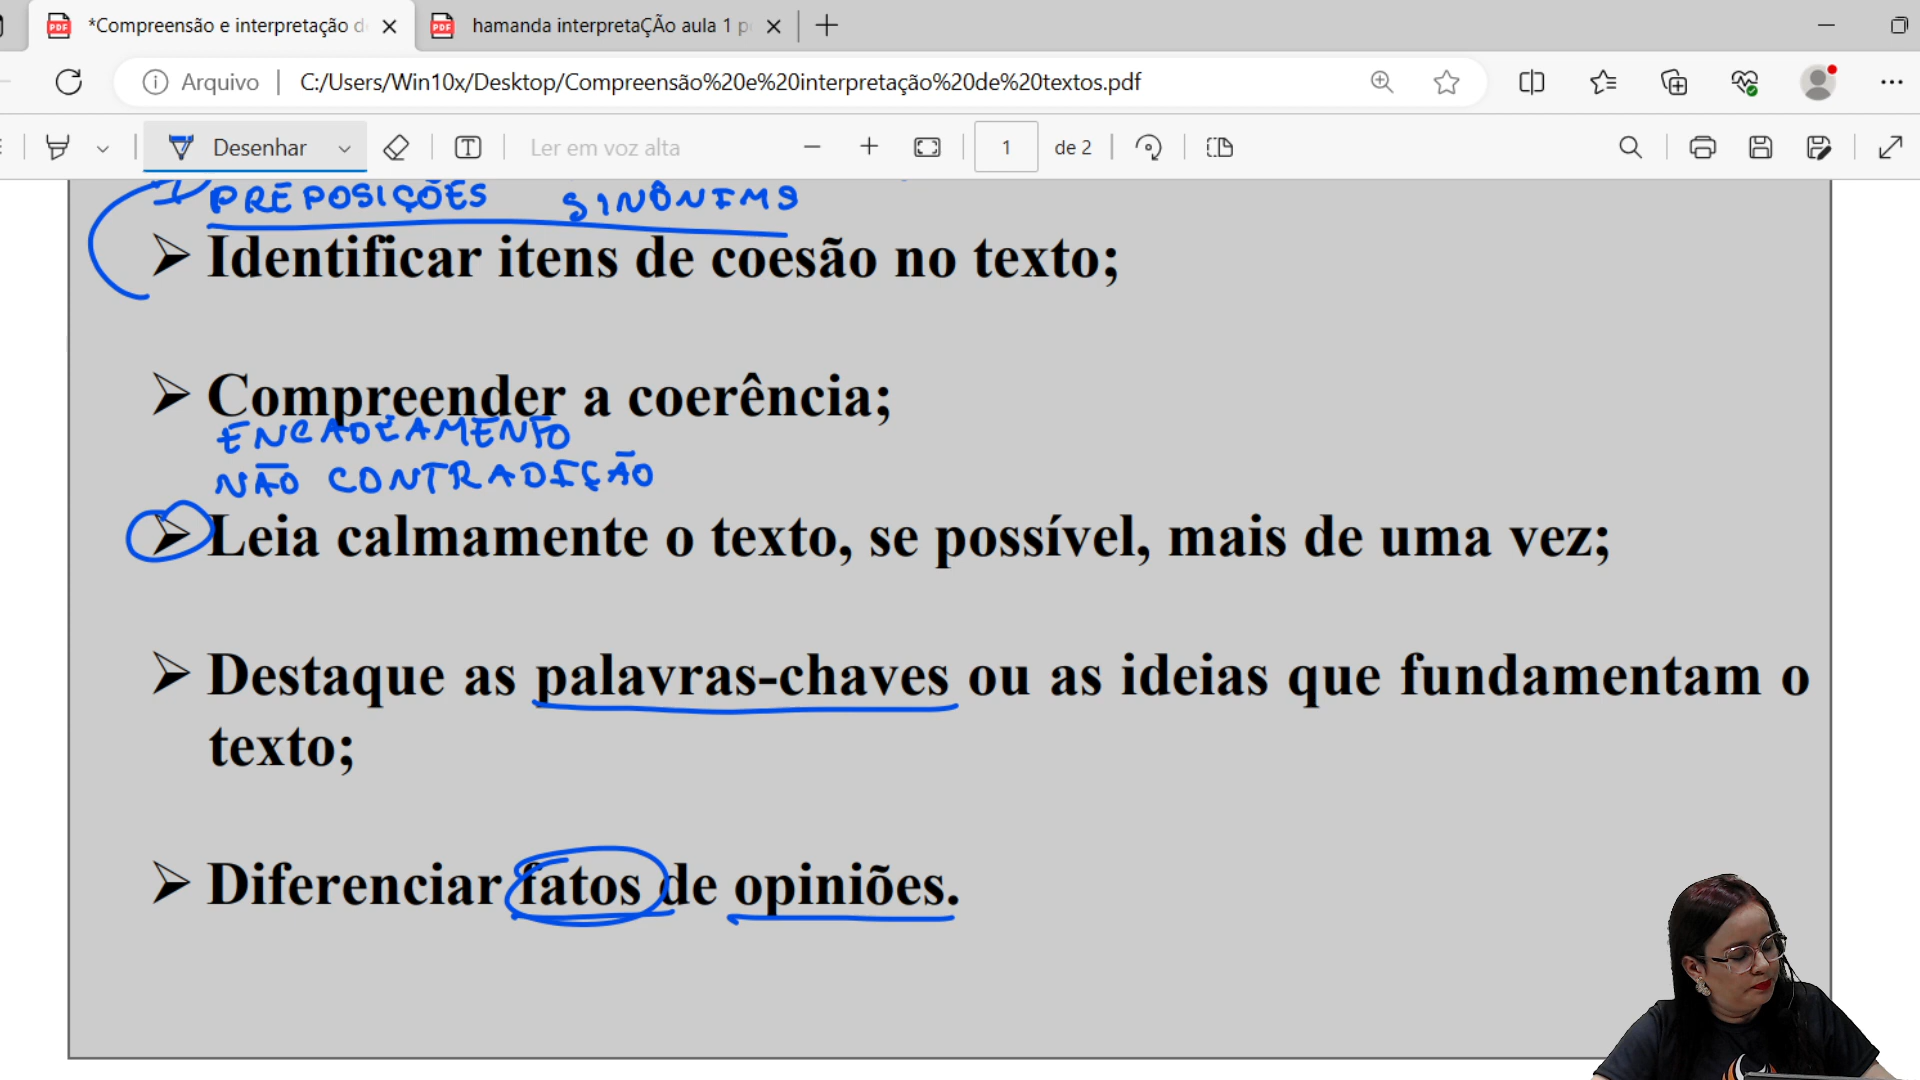 *Compreensão e interpretação d
hamanda interpretaÇÃo aula 1 p
Arquivo
C:/Users/Win10x/Desktop/Compreensão%20e%20interpretação%20de%20textos.pdf
Desenhar
Ler em voz alta
1
de 2
PREPOSIÇÕES SINÔNIMS
➢ Identificar itens de coesão no texto;
➢ Compreender a coerência;
ENCADEAMENTO
NÃO CONTRADIÇÃO
➢ Leia calmamente o texto, se possível, mais de uma vez;
➢ Destaque as palavras-chaves ou as ideias que fundamentam o
texto;
➢ Diferenciar fatos de opiniões.